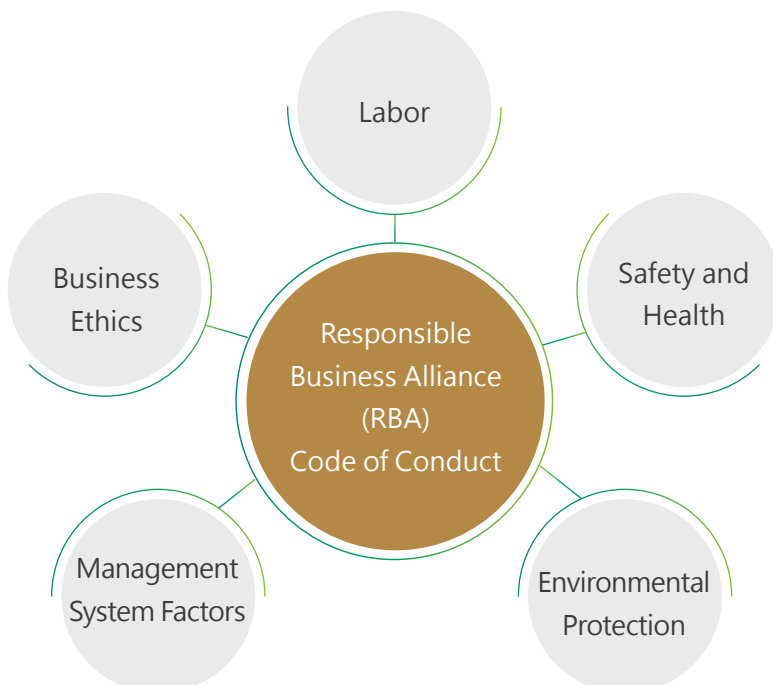 Labor
Business
Ethics
Safety and
Health
Responsible
Business Alliance
(RBA)
Code of Conduct
Management
System Factors
Environmental
Protection